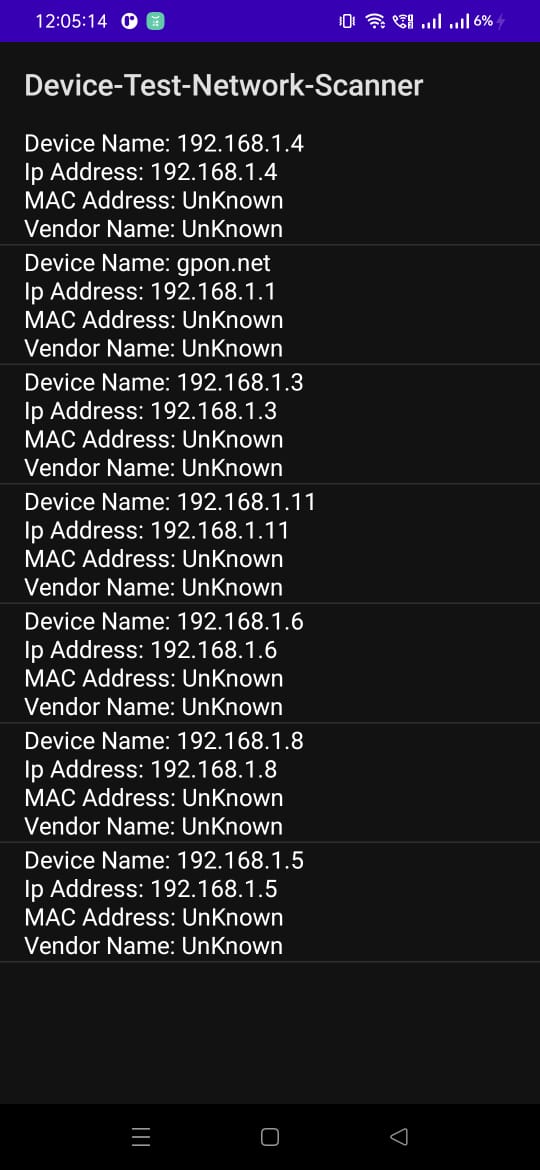 12:05:14
6%
Device-Test-Network-Scanner
Device Name: 192.168.1.4
Ip Address: 192.168.1.4
MAC Address: UnKnown
Vendor Name: UnKnown
Device Name: gpon.net
Ip Address: 192.168.1.1
MAC Address: UnKnown
Vendor Name: UnKnown
Device Name: 192.168.1.3
Ip Address: 192.168.1.3
MAC Address: UnKnown
Vendor Name: UnKnown
Device Name: 192.168.1.11
Ip Address: 192.168.1.11
MAC Address: UnKnown
Vendor Name: UnKnown
Device Name: 192.168.1.6
Ip Address: 192.168.1.6
MAC Address: UnKnown
Vendor Name: UnKnown
Device Name: 192.168.1.8
Ip Address: 192.168.1.8
MAC Address: UnKnown
Vendor Name: UnKnown
Device Name: 192.168.1.5
Ip Address: 192.168.1.5
MAC Address: UnKnown
Vendor Name: UnKnown